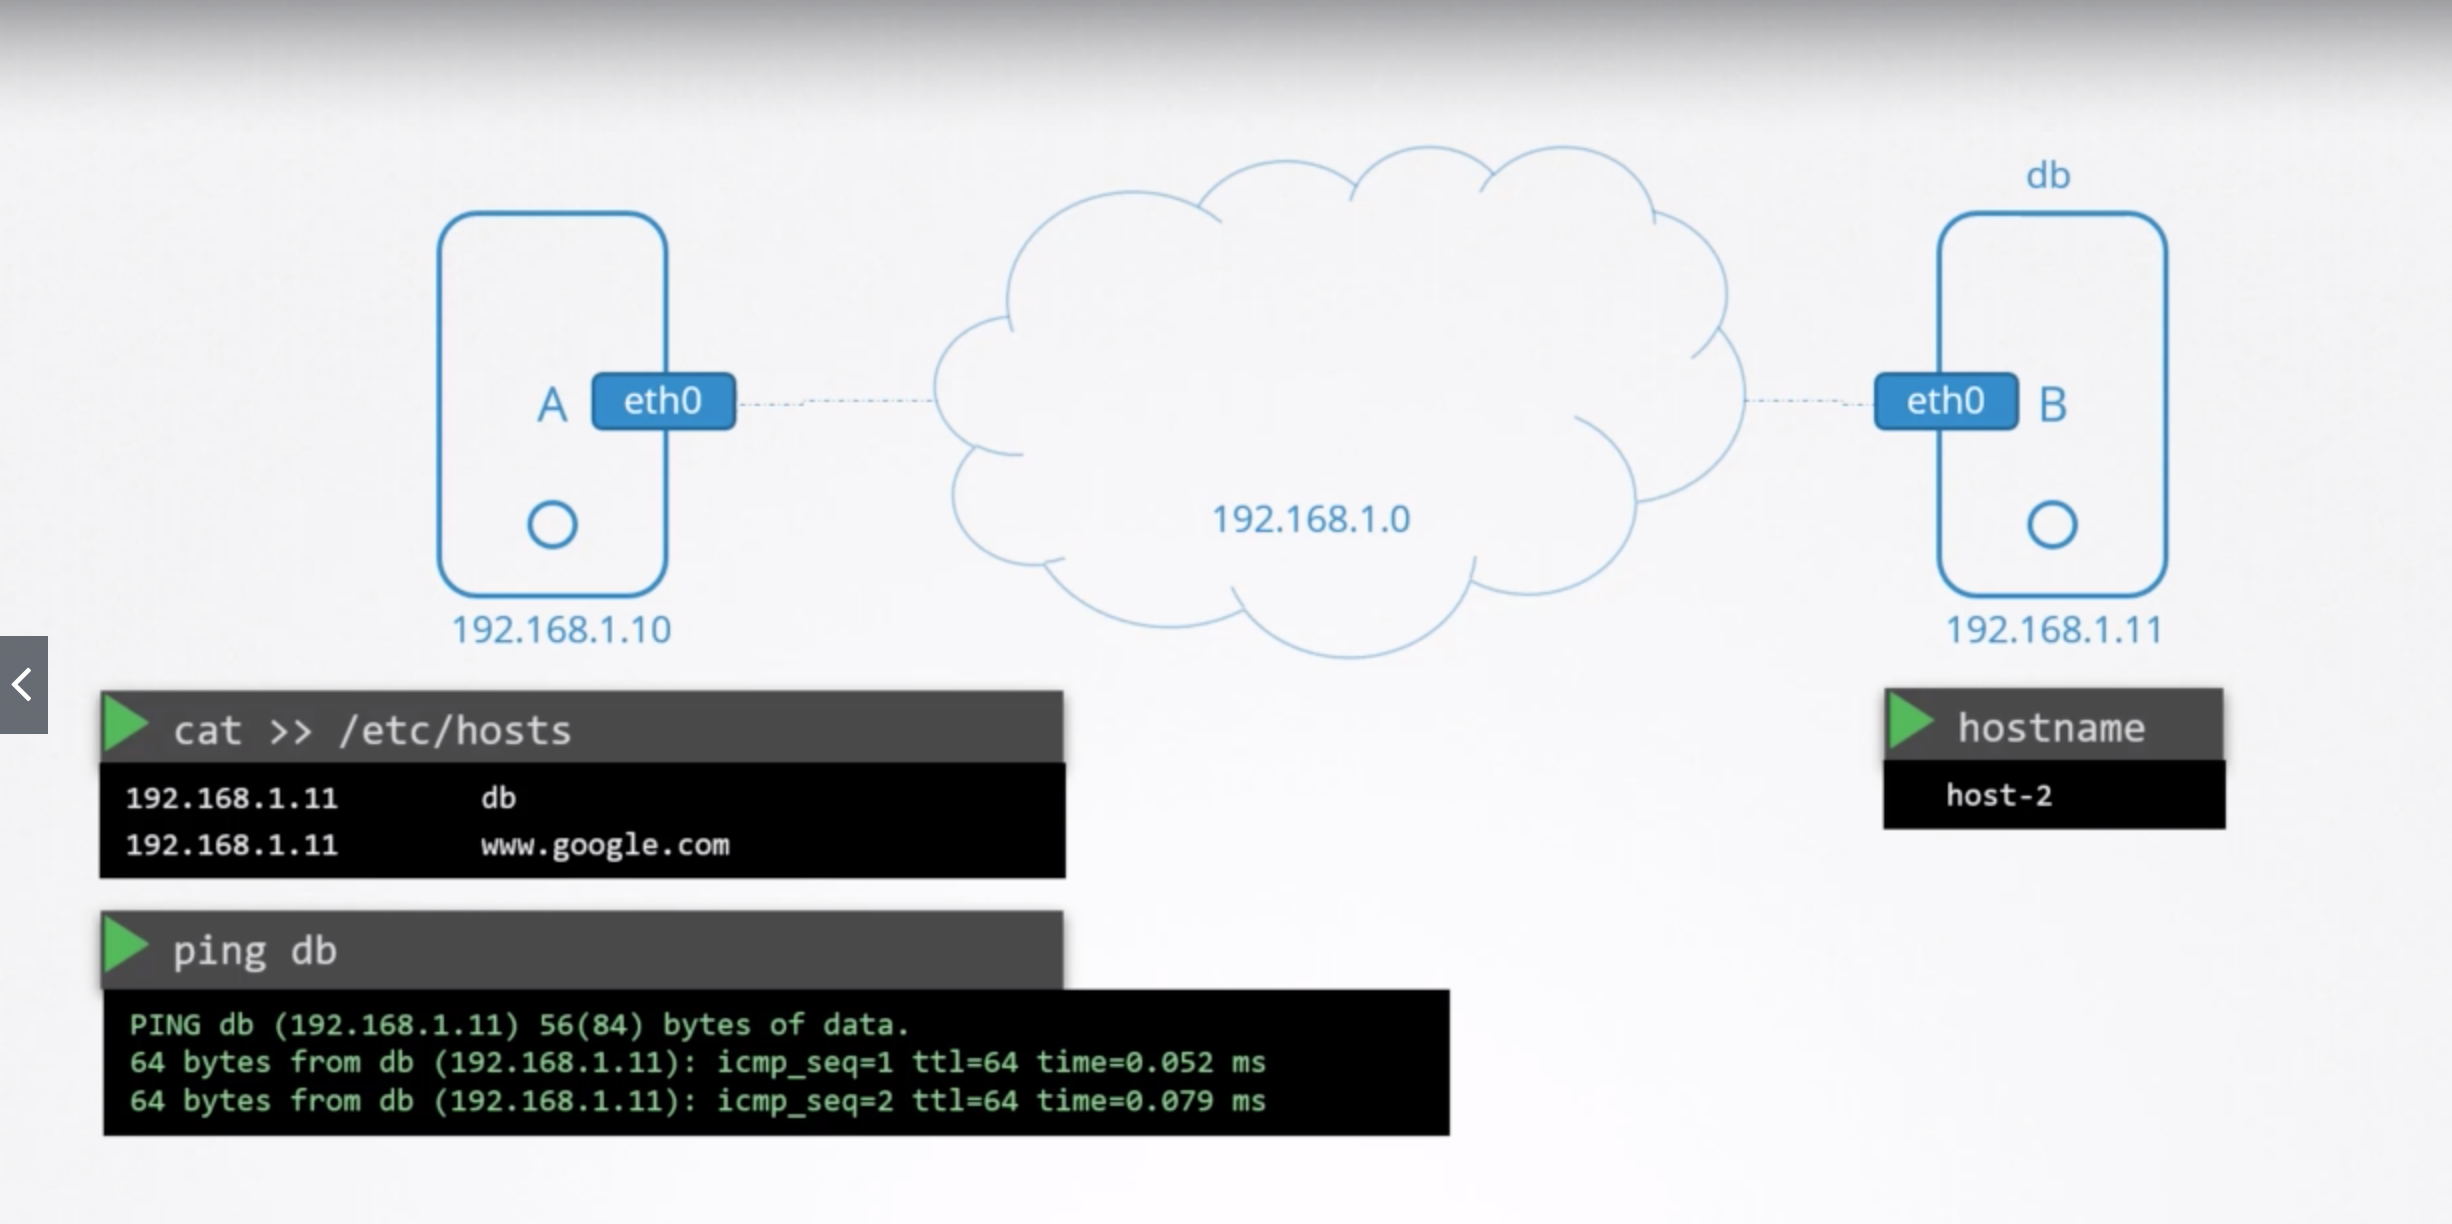 db
A eth0
eth0 B
192.168.1.0
192.168.1.10
192.168.1.11
cat >> /etc/hosts
192.168.1.11 db
192.168.1.11 www.google.com
hostname
host-2
ping db
PING db (192.168.1.11) 56(84) bytes of data.
64 bytes from db (192.168.1.11): icmp_seq=1 ttl=64 time=0.052 ms
64 bytes from db (192.168.1.11): icmp_seq=2 ttl=64 time=0.079 ms